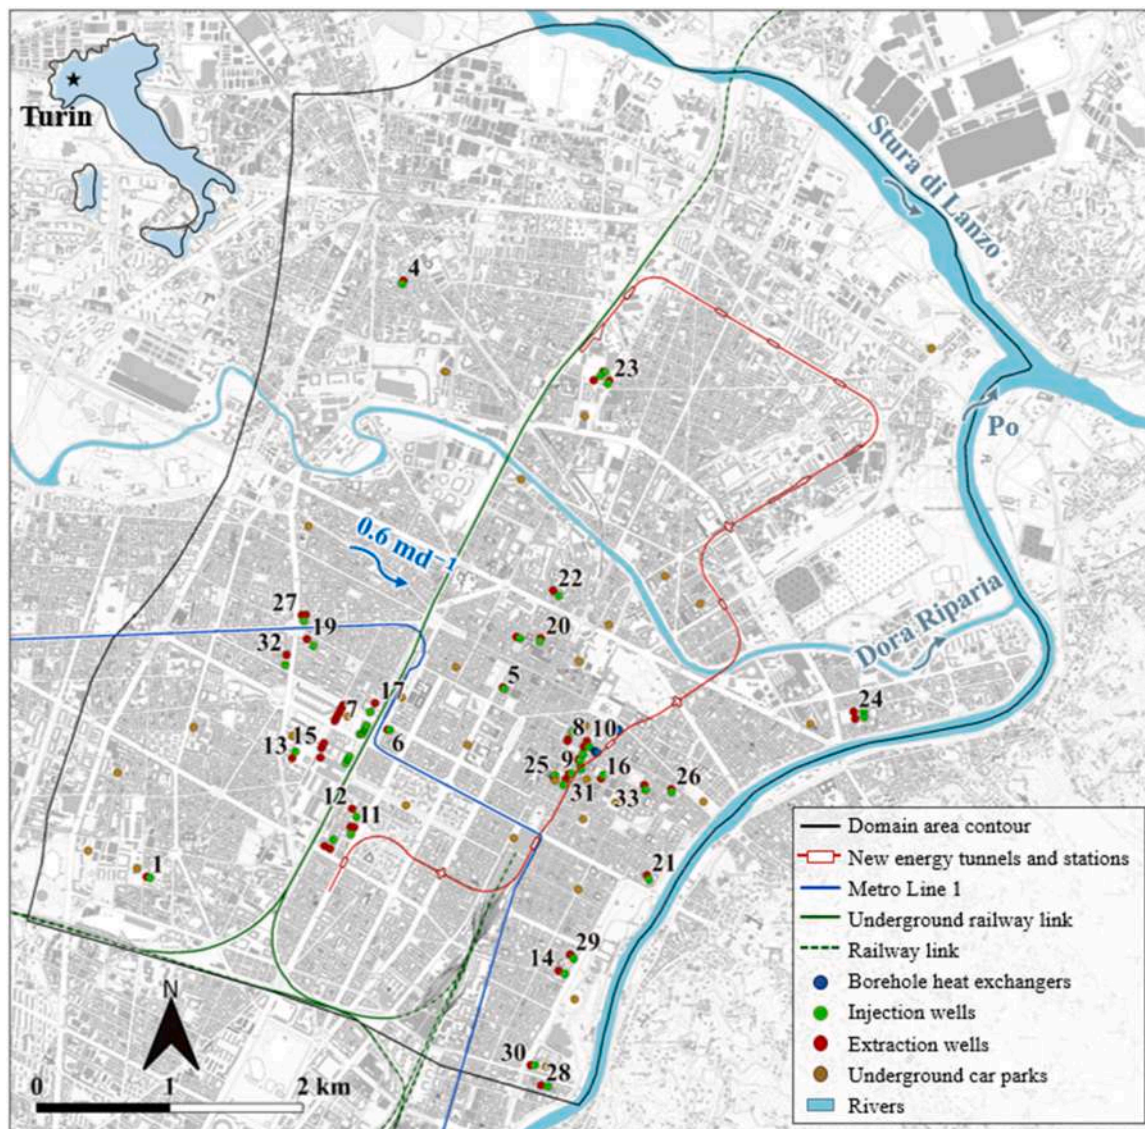 Turin
Stura di Lanzo
4
23
Po
0.6 md⁻¹
22
27
19
20
Dora Riparia
32
5
17
7
24
8
10
15
6
13
9
25
16
26
31
33
12
11
1
21
29
14
30
28
N
0 1 2 km
Domain area contour
New energy tunnels and stations
Metro Line 1
Underground railway link
Railway link
Borehole heat exchangers
Injection wells
Extraction wells
Underground car parks
Rivers